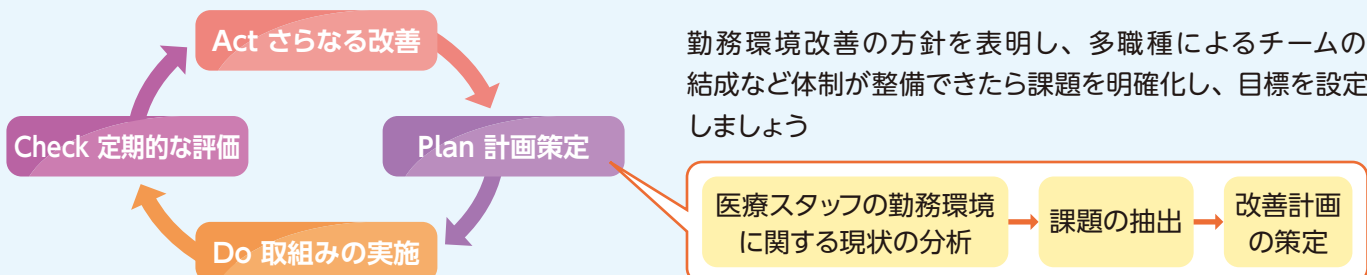 Act さらなる改善
Check 定期的な評価
Plan 計画策定
Do 取組みの実施
勤務環境改善の方針を表明し、多職種によるチームの
結成など体制が整備できたら課題を明確化し、目標を設定
しましょう
医療スタッフの勤務環境
に関する現状の分析
課題の抽出
改善計画
の策定